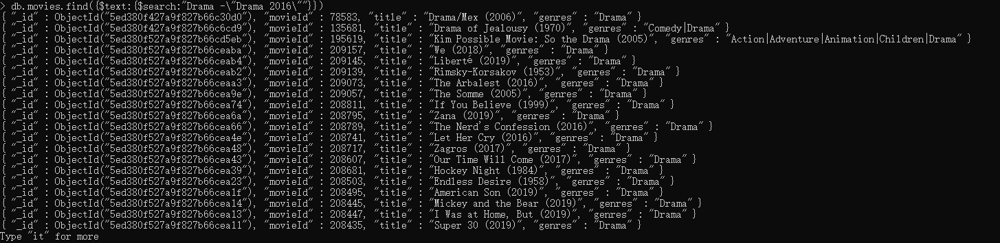 > db.movies.find({$text:{$search:"Drama -\"Drama 2016\""}})
{ "_id" : ObjectId("5ed380f427a9f827b66c30d0"), "movieId" : 78583, "title" : "Drama/Mex (2006)", "genres" : "Drama" }
{ "_id" : ObjectId("5ed380f427a9f827b66c6cd9"), "movieId" : 135681, "title" : "Drama of Jealousy (1970)", "genres" : "Comedy|Drama" }
{ "_id" : ObjectId("5ed380f527a9f827b66cd5eb"), "movieId" : 195619, "title" : "Kim Possible Movie: So the Drama (2005)", "genres" : "Action|Adventure|Animation|Children|Drama" }
{ "_id" : ObjectId("5ed380f527a9f827b66ceaba"), "movieId" : 209157, "title" : "We (2018)", "genres" : "Drama" }
{ "_id" : ObjectId("5ed380f527a9f827b66ceab4"), "movieId" : 209145, "title" : "Liberté (2019)", "genres" : "Drama" }
{ "_id" : ObjectId("5ed380f527a9f827b66ceab2"), "movieId" : 209139, "title" : "Rimsky-Korsakov (1953)", "genres" : "Drama" }
{ "_id" : ObjectId("5ed380f527a9f827b66ceaa3"), "movieId" : 209073, "title" : "The Arbalest (2016)", "genres" : "Drama" }
{ "_id" : ObjectId("5ed380f527a9f827b66cea9e"), "movieId" : 209057, "title" : "The Somme (2005)", "genres" : "Drama" }
{ "_id" : ObjectId("5ed380f527a9f827b66cea74"), "movieId" : 208811, "title" : "If You Believe (1999)", "genres" : "Drama" }
{ "_id" : ObjectId("5ed380f527a9f827b66cea6a"), "movieId" : 208795, "title" : "Zana (2019)", "genres" : "Drama" }
{ "_id" : ObjectId("5ed380f527a9f827b66cea66"), "movieId" : 208789, "title" : "The Nerd's Confession (2016)", "genres" : "Drama" }
{ "_id" : ObjectId("5ed380f527a9f827b66cea4e"), "movieId" : 208741, "title" : "Let Her Cry (2016)", "genres" : "Drama" }
{ "_id" : ObjectId("5ed380f527a9f827b66cea48"), "movieId" : 208717, "title" : "Zagros (2017)", "genres" : "Drama" }
{ "_id" : ObjectId("5ed380f527a9f827b66cea43"), "movieId" : 208607, "title" : "Our Time Will Come (2017)", "genres" : "Drama" }
{ "_id" : ObjectId("5ed380f527a9f827b66cea39"), "movieId" : 208681, "title" : "Hockey Night (1984)", "genres" : "Drama" }
{ "_id" : ObjectId("5ed380f527a9f827b66cea23"), "movieId" : 208503, "title" : "Endless Desire (1958)", "genres" : "Drama" }
{ "_id" : ObjectId("5ed380f527a9f827b66cea1f"), "movieId" : 208495, "title" : "American Son (2019)", "genres" : "Drama" }
{ "_id" : ObjectId("5ed380f527a9f827b66cea14"), "movieId" : 208445, "title" : "Mickey and the Bear (2019)", "genres" : "Drama" }
{ "_id" : ObjectId("5ed380f527a9f827b66cea13"), "movieId" : 208447, "title" : "I Was at Home, But (2019)", "genres" : "Drama" }
{ "_id" : ObjectId("5ed380f527a9f827b66cea11"), "movieId" : 208435, "title" : "Super 30 (2019)", "genres" : "Drama" }
Type "it" for more